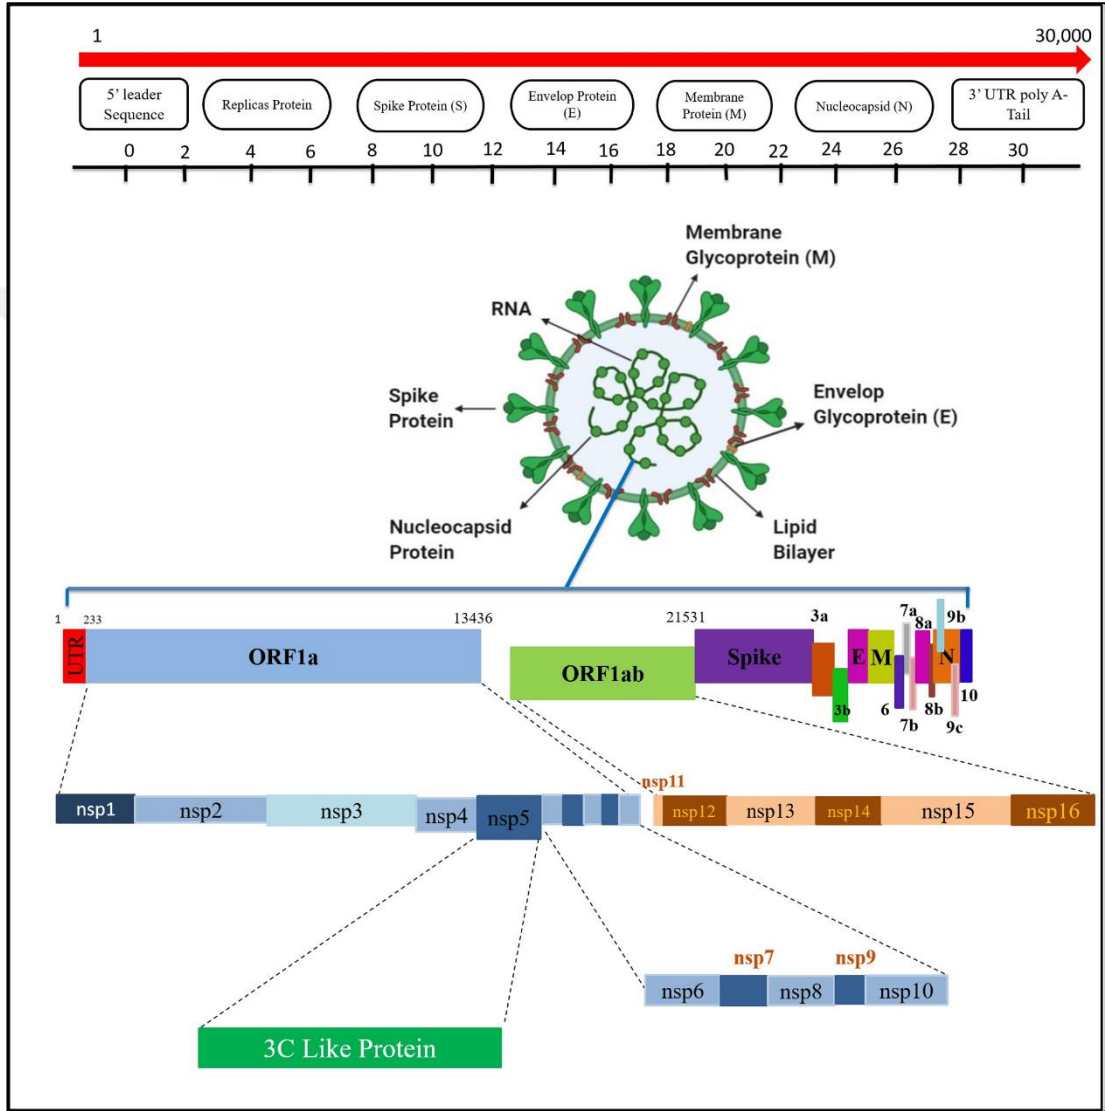 1
30,000
5’ leader
Sequence
Replicas Protein
Spike Protein (S)
Envelop Protein
(E)
Membrane
Protein (M)
Nucleocapsid (N)
3’ UTR poly A-
Tail
0 2 4 6 8 10 12 14 16 18 20 22 24 26 28 30
Membrane
Glycoprotein (M)
RNA
Spike
Protein
Envelop
Glycoprotein (E)
Nucleocapsid
Protein
Lipid
Bilayer
1 233 13436 21531
3a
7a
8a
9b
UTR
ORF1a
ORF1ab
Spike
E
M
N
3b
6
7b
8b
9c
10
nsp11
nsp1
nsp2
nsp3
nsp4
nsp5
nsp12
nsp13
nsp14
nsp15
nsp16
nsp7
nsp9
nsp6
nsp8
nsp10
3C Like Protein